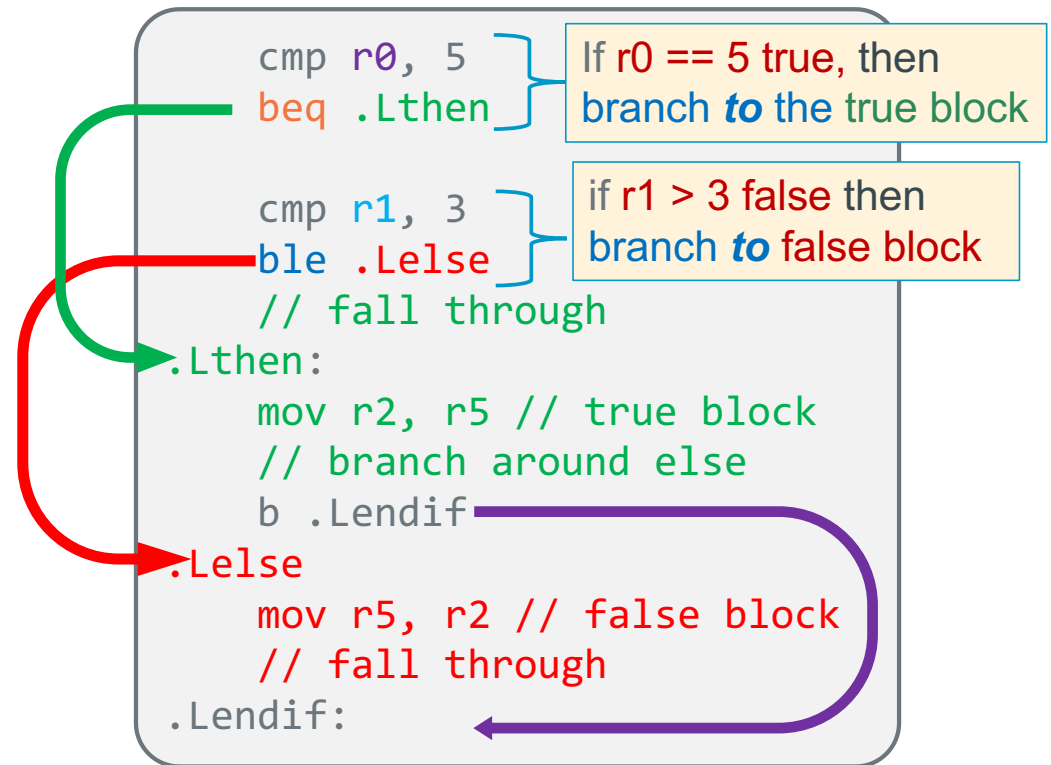 cmp r0, 5
beq .Lthen
If r0 == 5 true, then
branch to the true block
cmp r1, 3
ble .Lelse
if r1 > 3 false then
branch to false block
// fall through
.Lthen:
mov r2, r5 // true block
// branch around else
b .Lendif
.Lelse
mov r5, r2 // false block
// fall through
.Lendif: